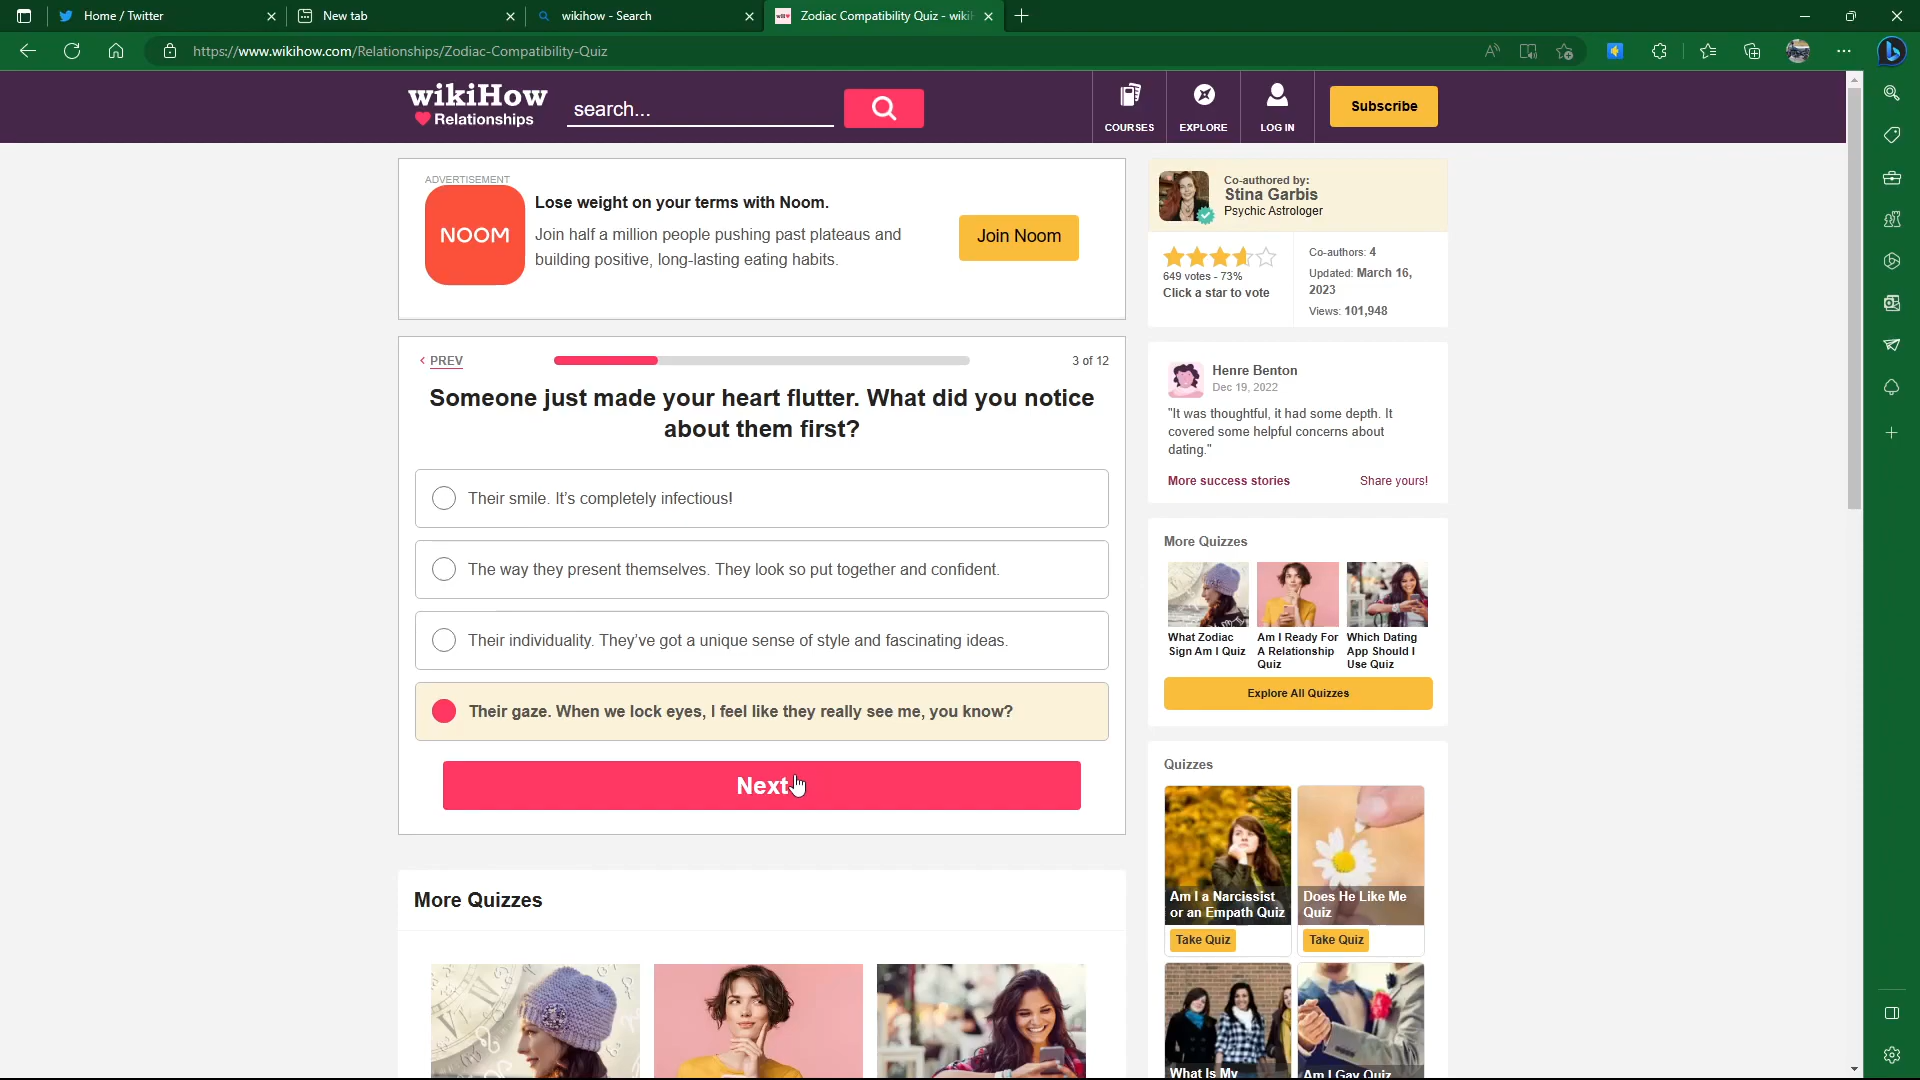 Home / Twitter
New tab
wikihow - Search
Zodiac Compatibility Quiz - wikiH
https://www.wikihow.com/Relationships/Zodiac-Compatibility-Quiz
wikiHow
Relationships
search...
COURSES
EXPLORE
LOG IN
Subscribe
ADVERTISEMENT
NOOM
Lose weight on your terms with Noom.
Join half a million people pushing past plateaus and
building positive, long-lasting eating habits.
Join Noom
Co-authored by:
Stina Garbis
Psychic Astrologer
649 votes - 73%
Click a star to vote
Co-authors: 4
Updated: March 16,
2023
Views: 101,948
PREV
3 of 12
Someone just made your heart flutter. What did you notice
about them first?
Their smile. It's completely infectious!
The way they present themselves. They look so put together and confident.
Their individuality. They've got a unique sense of style and fascinating ideas.
Their gaze. When we lock eyes, I feel like they really see me, you know?
Next
Henre Benton
Dec 19, 2022
"It was thoughtful, it had some depth. It
covered some helpful concerns about
dating."
More success stories
Share yours!
More Quizzes
What Zodiac
Sign Am I Quiz
Am I Ready For
A Relationship
Quiz
Which Dating
App Should I
Use Quiz
Explore All Quizzes
Quizzes
Am I a Narcissist
or an Empath Quiz
Take Quiz
Does He Like Me
Quiz
Take Quiz
What Is My
Am I Gay Quiz
More Quizzes